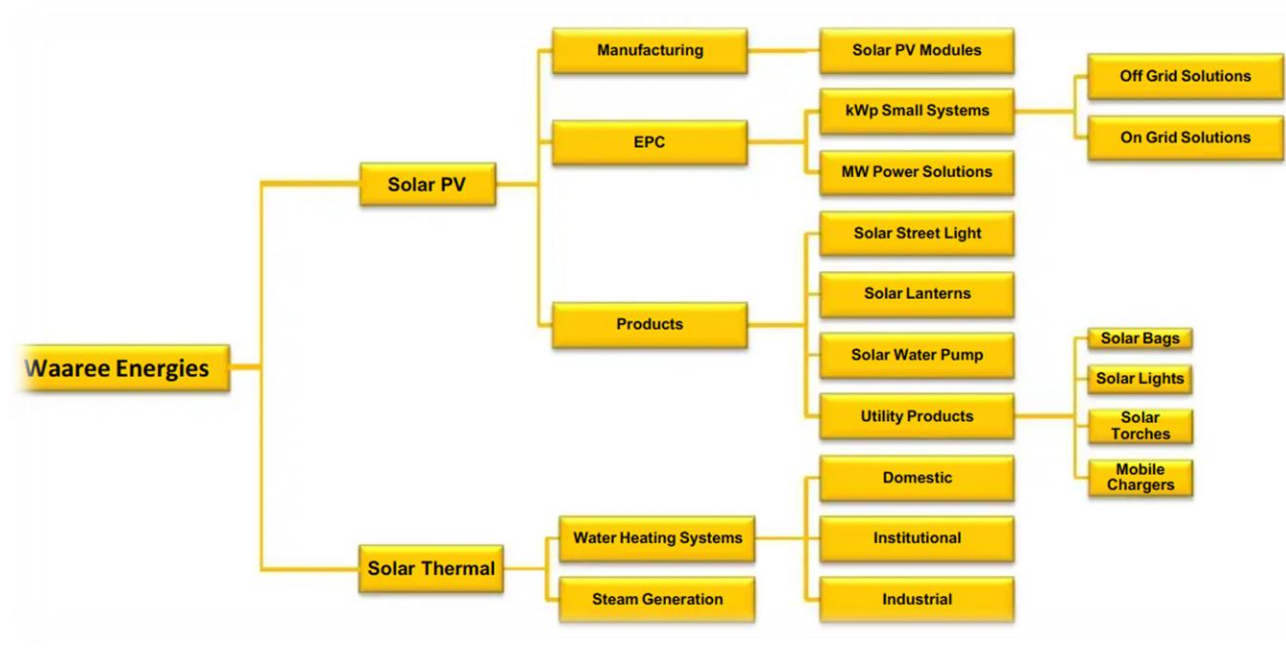 Manufacturing
Solar PV Modules
Off Grid Solutions
kWp Small Systems
On Grid Solutions
EPC
MW Power Solutions
Solar PV
Solar Street Light
Solar Lanterns
Products
Solar Water Pump
Solar Bags
Waaree Energies
Solar Lights
Utility Products
Solar
Torches
Mobile
Chargers
Domestic
Water Heating Systems
Institutional
Solar Thermal
Steam Generation
Industrial